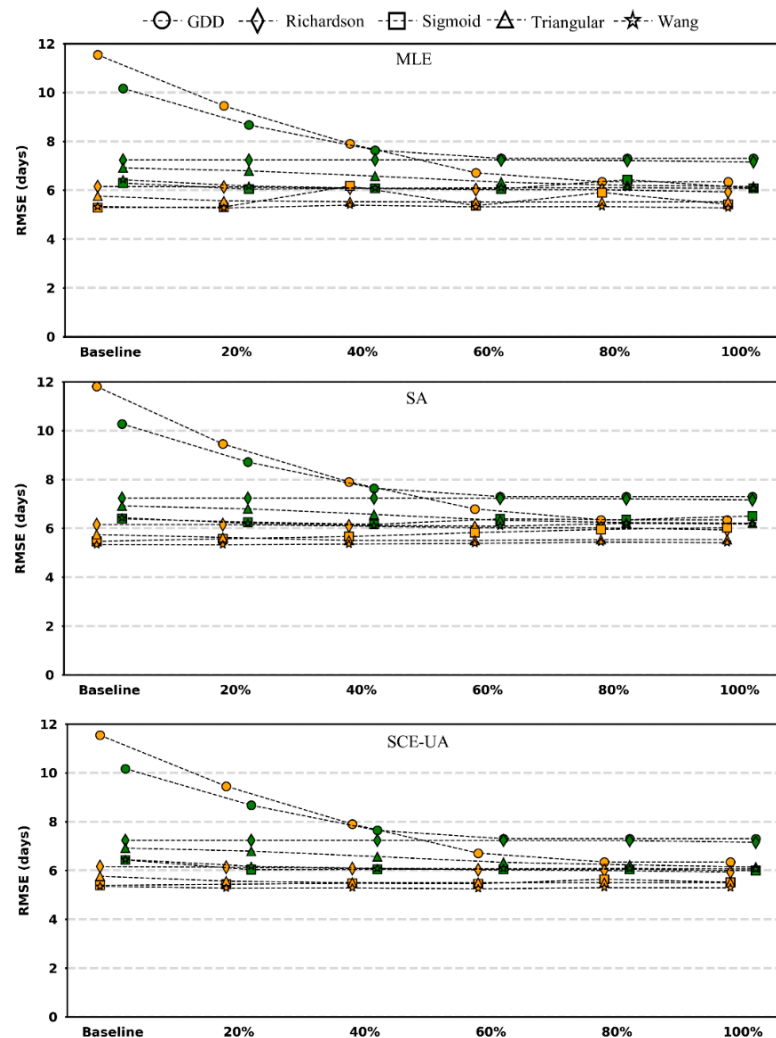 GDD Richardson Sigmoid Triangular Wang
MLE
12
10
8
6
4
2
0
RMSE (days)
Baseline 20% 40% 60% 80% 100%
SA
12
10
8
6
4
2
0
RMSE (days)
Baseline 20% 40% 60% 80% 100%
SCE-UA
12
10
8
6
4
2
0
RMSE (days)
Baseline 20% 40% 60% 80% 100%